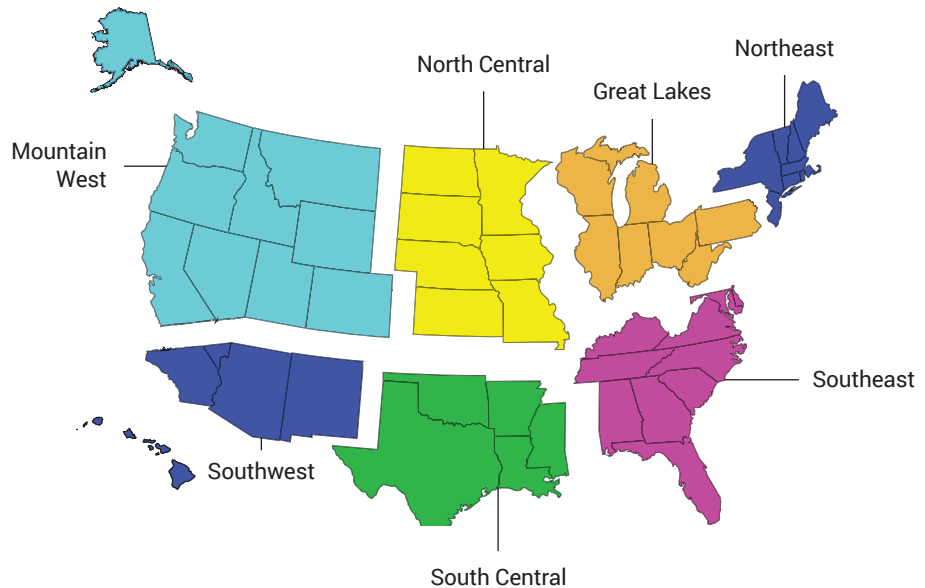 Northeast
North Central
Great Lakes
Mountain
West
Southeast
Southwest
South Central